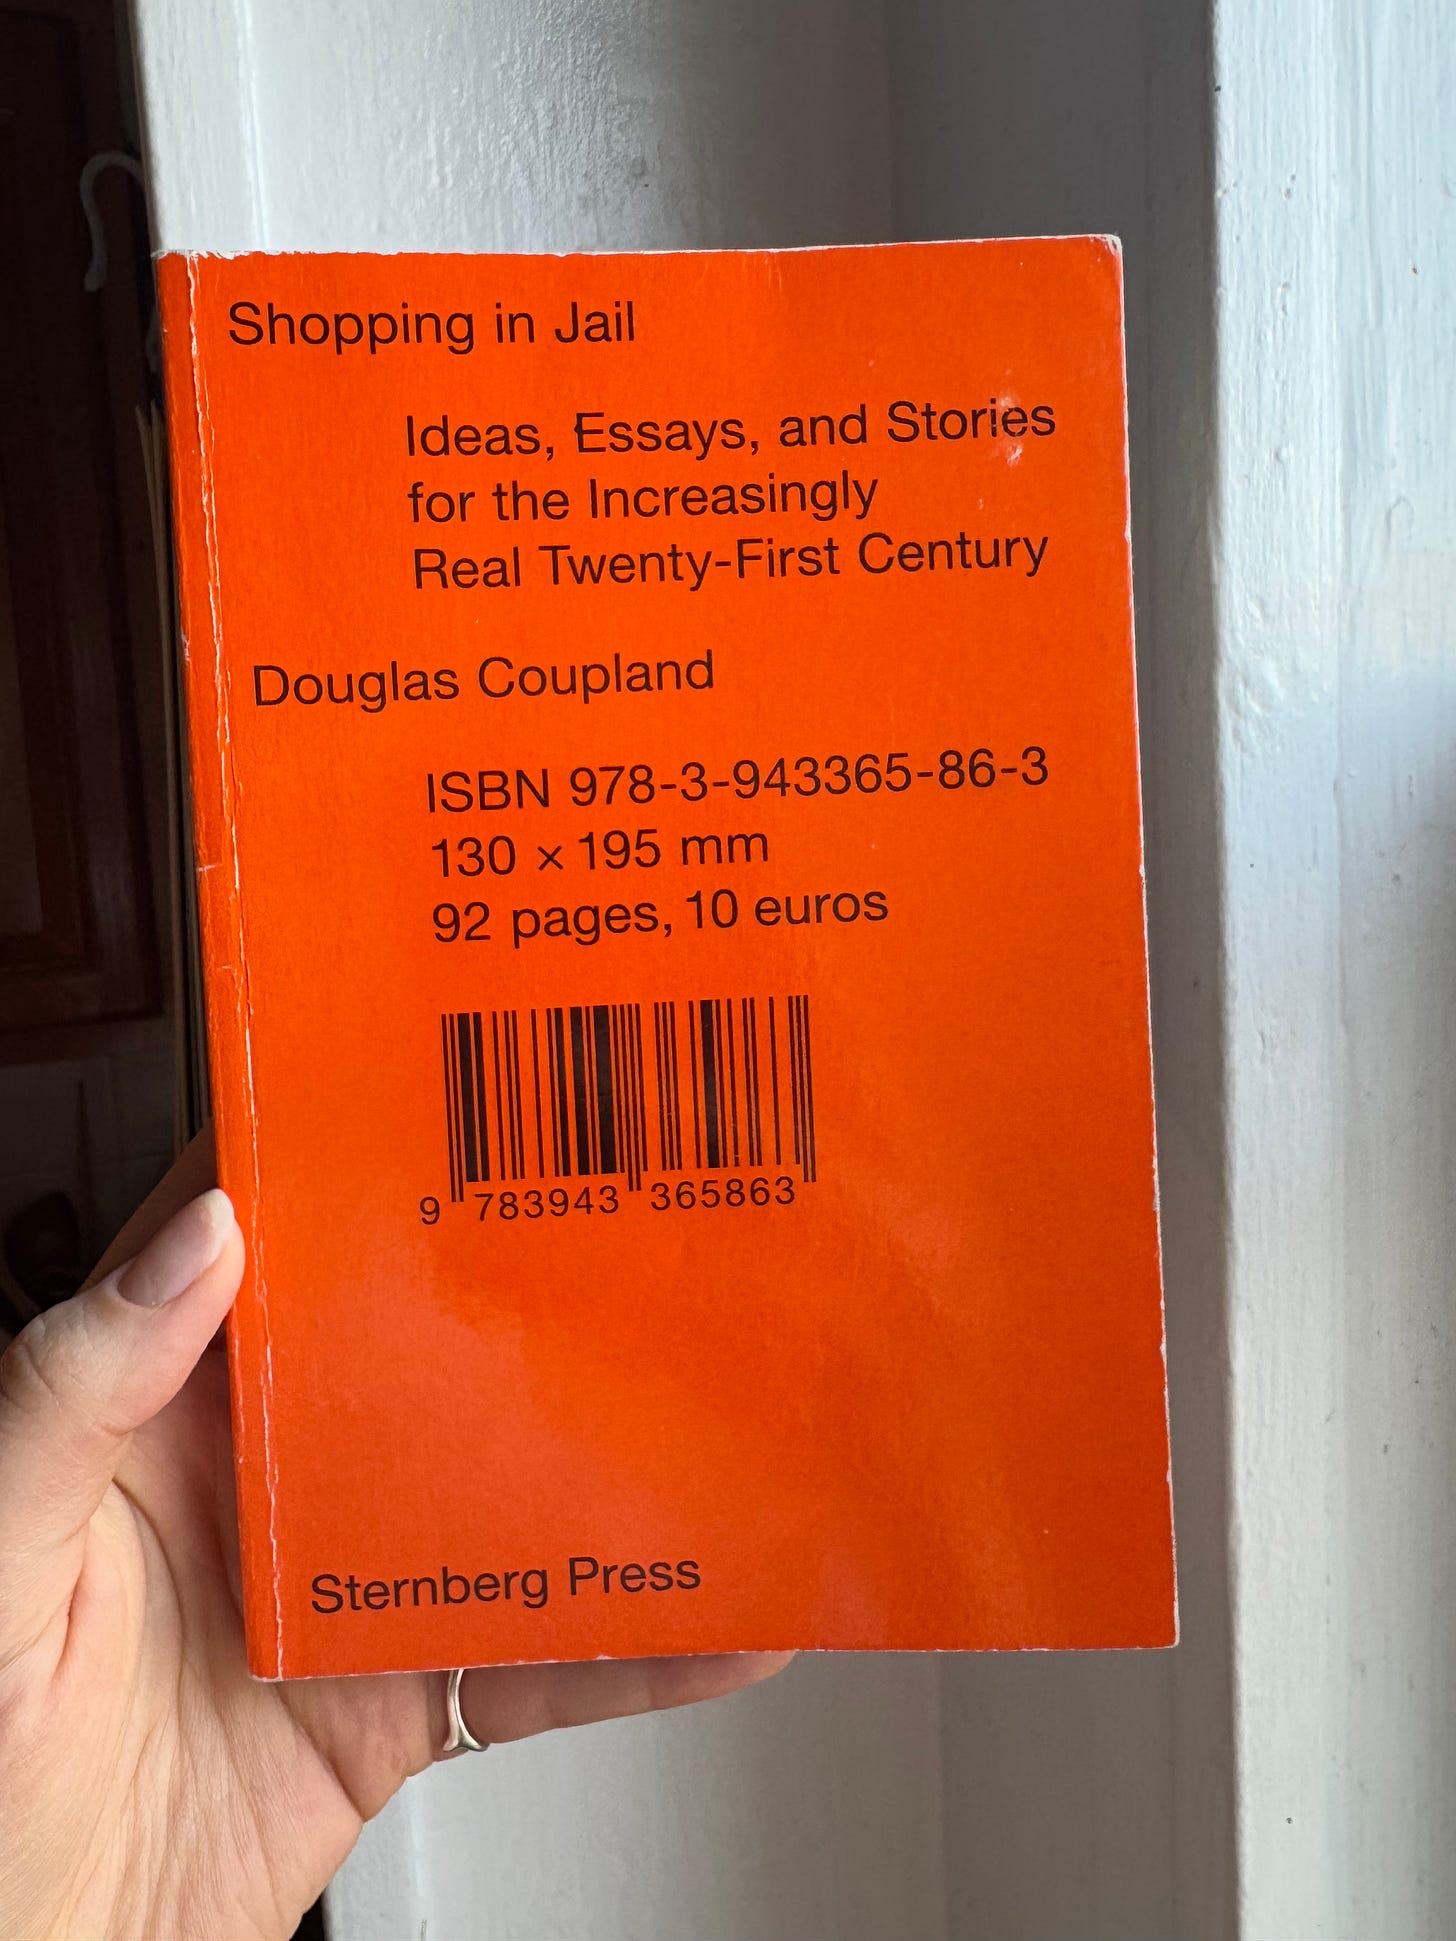 Shopping in Jail
Ideas, Essays, and Stories
for the Increasingly
Real Twenty-First Century
Douglas Coupland
ISBN 978-3-943365-86-3
130 × 195 mm
92 pages, 10 euros
9 783943 365863
Sternberg Press